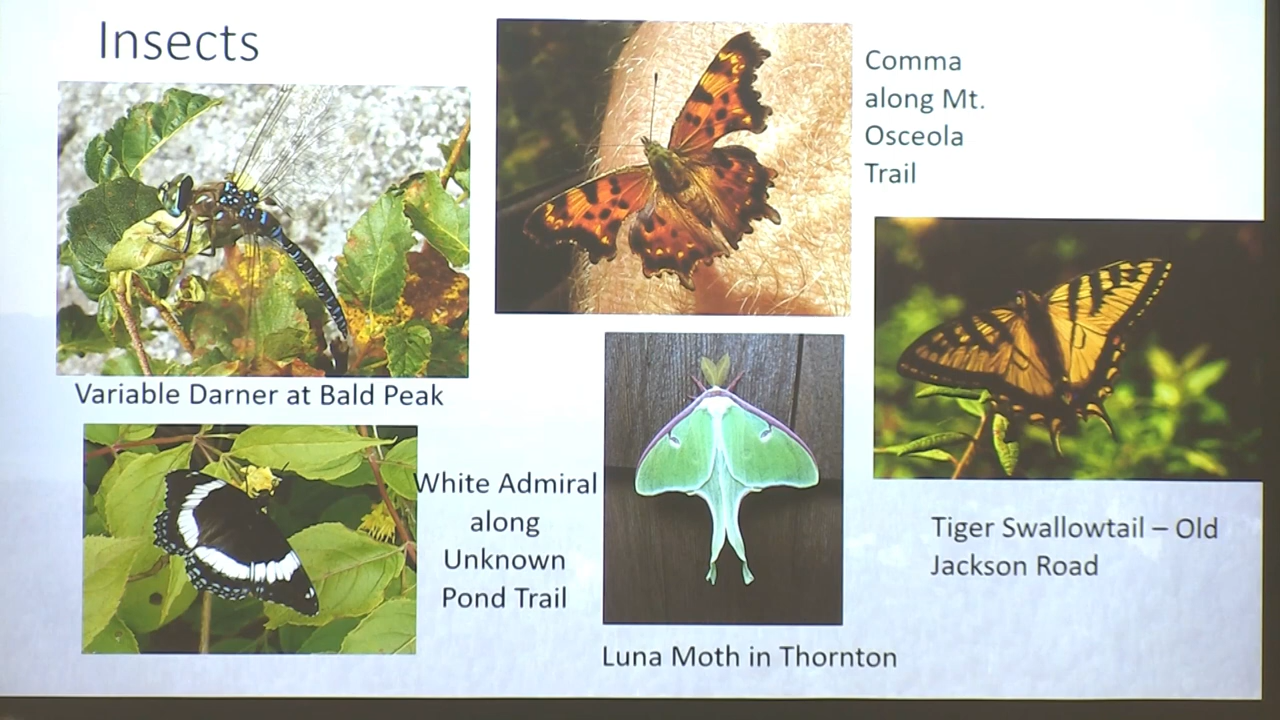 Insects
Comma
along Mt.
Osceola
Trail
Variable Darner at Bald Peak
White Admiral
along
Unknown
Pond Trail
Tiger Swallowtail – Old
Jackson Road
Luna Moth in Thornton